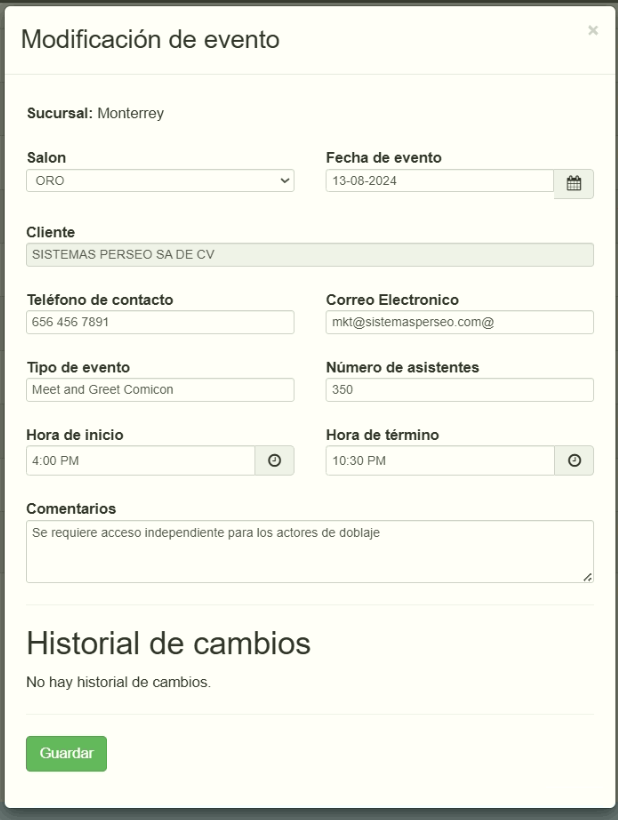 Modificación de evento
×
Sucursal: Monterrey
Salon
ORO
Fecha de evento
13-08-2024
Cliente
SISTEMAS PERSEO SA DE CV
Teléfono de contacto
656 456 7891
Correo Electronico
mkt@sistemasperseo.com@
Tipo de evento
Meet and Greet Comicon
Número de asistentes
350
Hora de inicio
4:00 PM
Hora de término
10:30 PM
Comentarios
Se requiere acceso independiente para los actores de doblaje
Historial de cambios
No hay historial de cambios.
Guardar